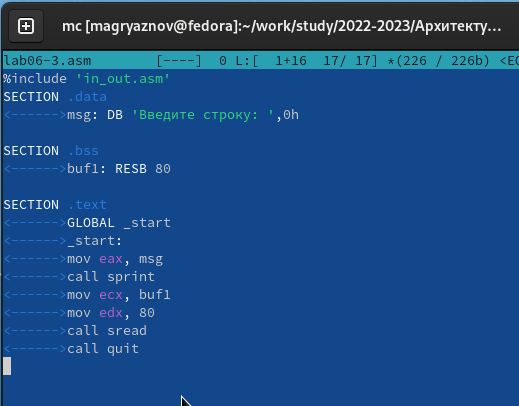 mc [magryaznov@fedora]:~/work/study/2022-2023/Архитекту...
lab06-3.asm [----] 0 L:[ 1+16 17/ 17] *(226 / 226b) <EO
%include 'in_out.asm'
SECTION .data
<------>msg: DB 'Введите строку: ',0h
SECTION .bss
<------>buf1: RESB 80
SECTION .text
<------>GLOBAL _start
<------>_start:
<------>mov eax, msg
<------>call sprint
<------>mov ecx, buf1
<------>mov edx, 80
<------>call sread
<------>call quit